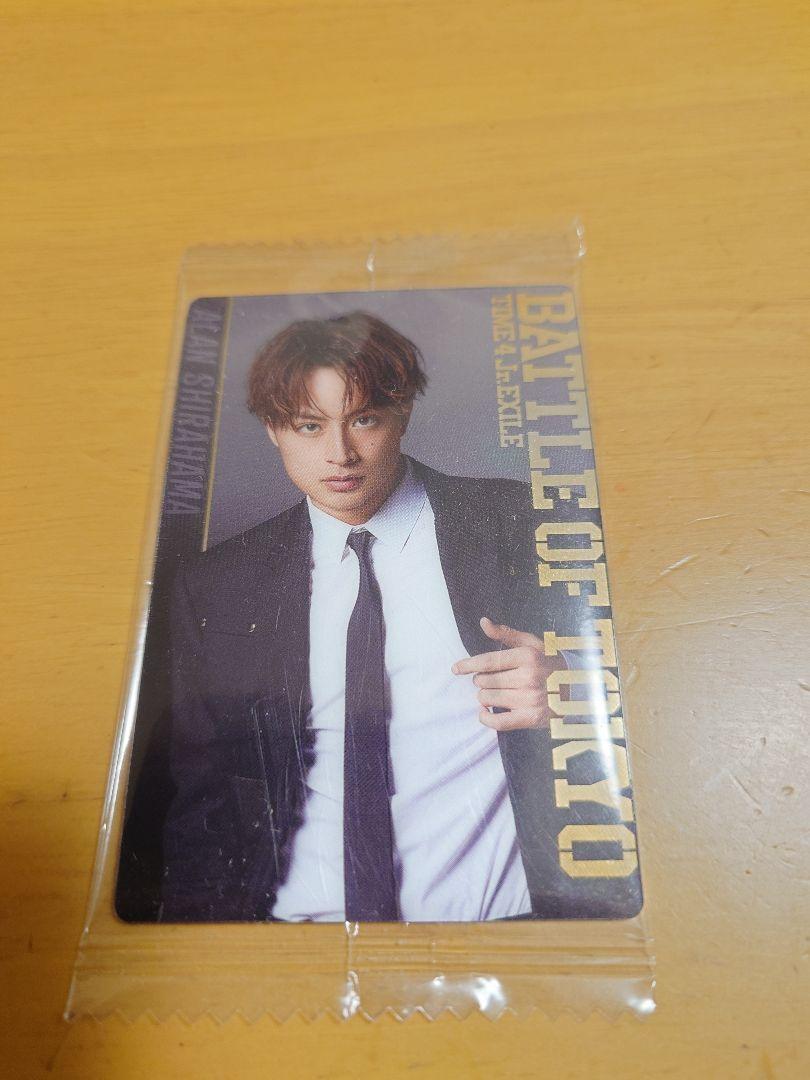 ALAN SHIRAHAMA
BATTLE OF TOKYO
TIME 4 Jr.EXILE